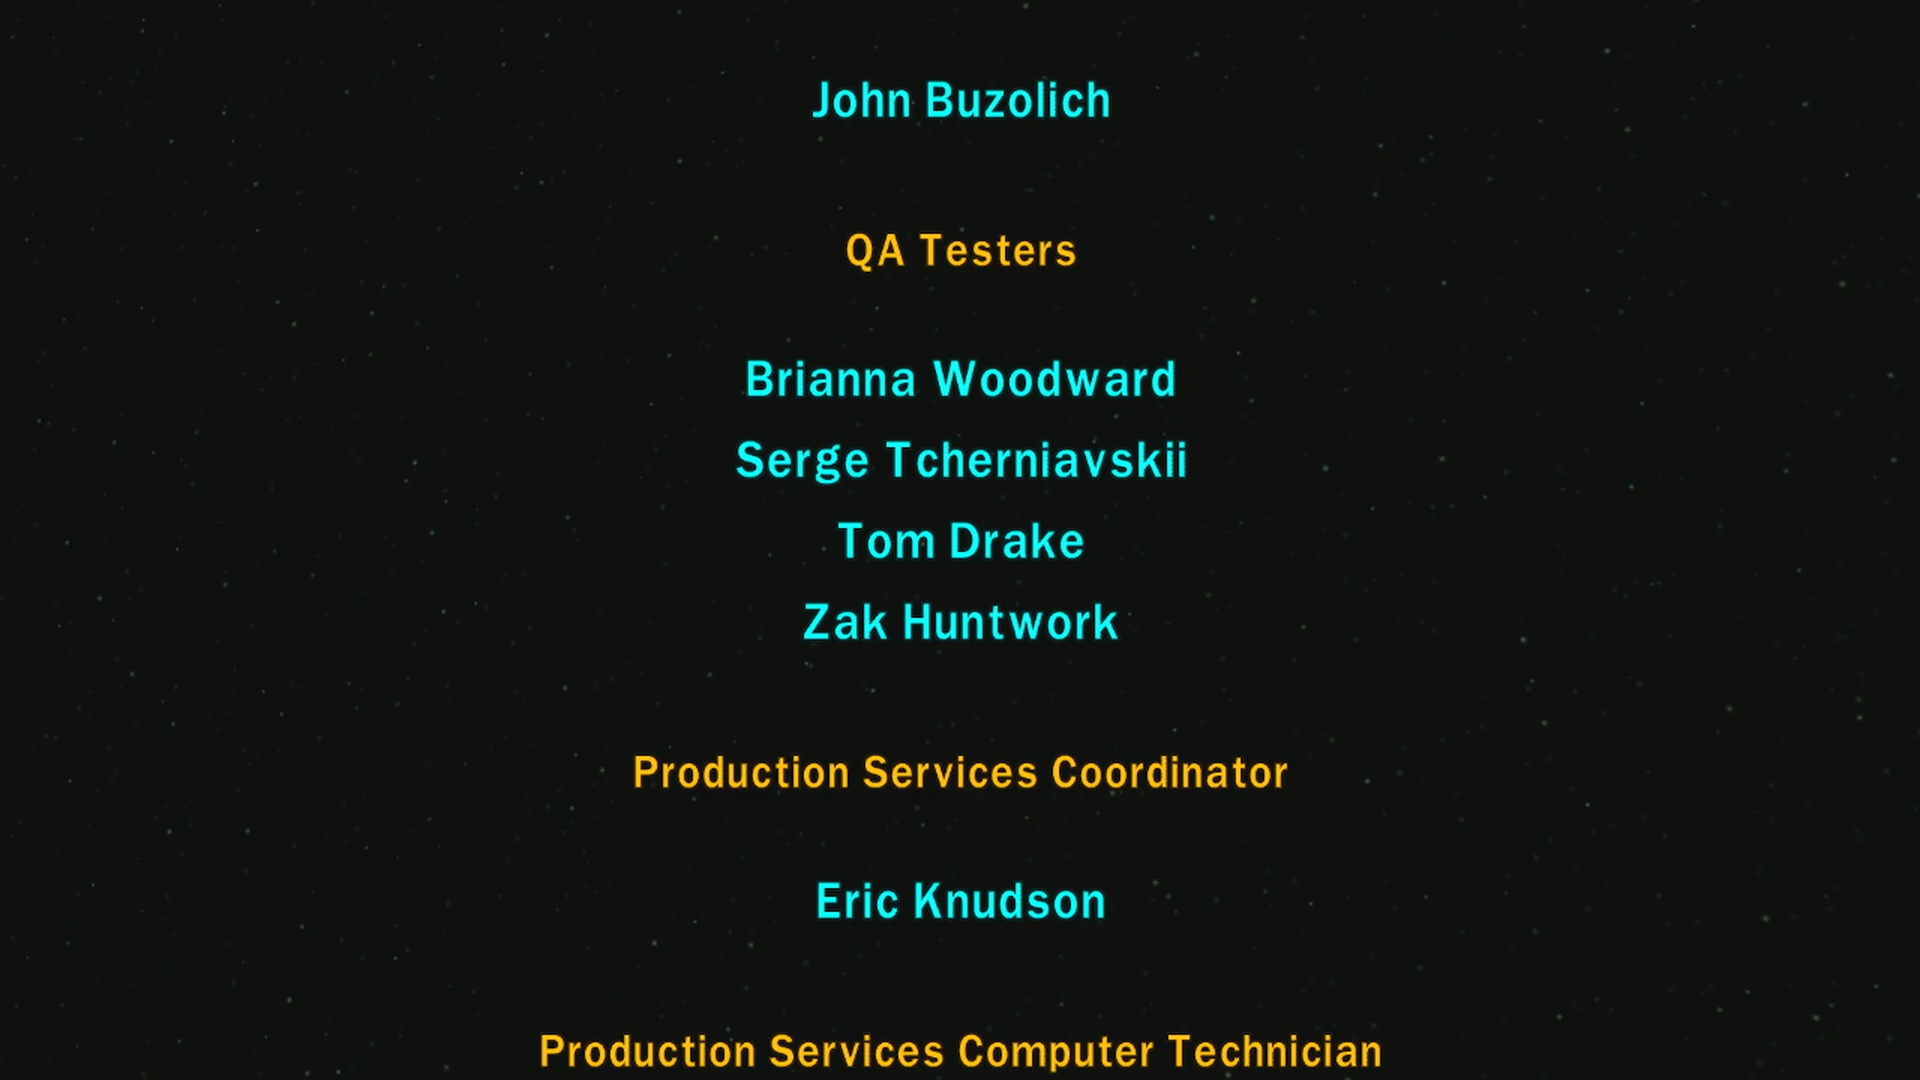 John Buzolich
QA Testers
Brianna Woodward
Serge Tcherniavskii
Tom Drake
Zak Huntwork
Production Services Coordinator
Eric Knudson
Production Services Computer Technician